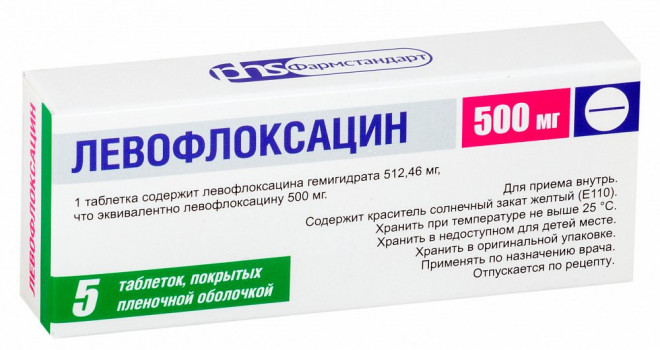 phs Фармстандарт
ЛЕВОФЛОКСАЦИН
500 мг
1 таблетка содержит левофлоксацина гемигидрата 512,46 мг,
что эквивалентно левофлоксацину 500 мг.
Для приема внутрь.
Содержит краситель солнечный закат желтый (Е110).
Хранить при температуре не выше 25 °С.
Хранить в недоступном для детей месте.
Хранить в оригинальной упаковке.
Применять по назначению врача.
Отпускается по рецепту.
5 таблеток, покрытых
пленочной оболочкой